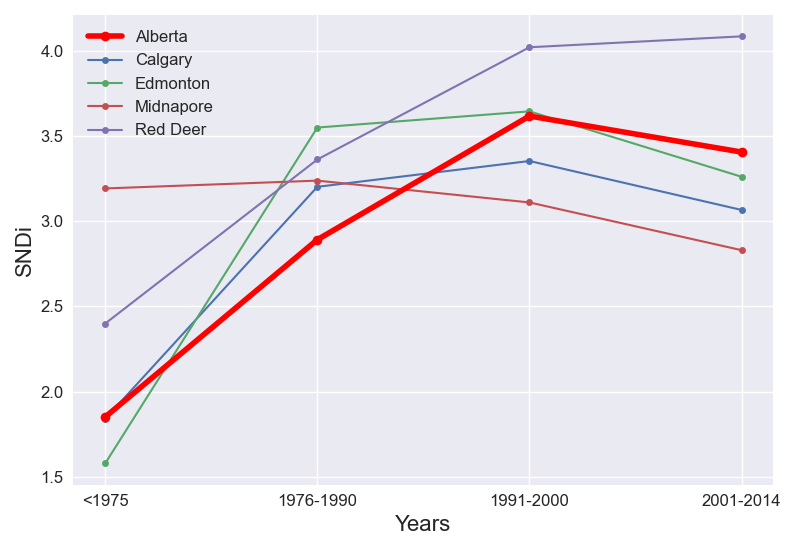 Alberta
Calgary
Edmonton
Midnapore
Red Deer
4.0
3.5
3.0
2.5
2.0
1.5
SNDi
<1975 1976-1990 1991-2000 2001-2014
Years